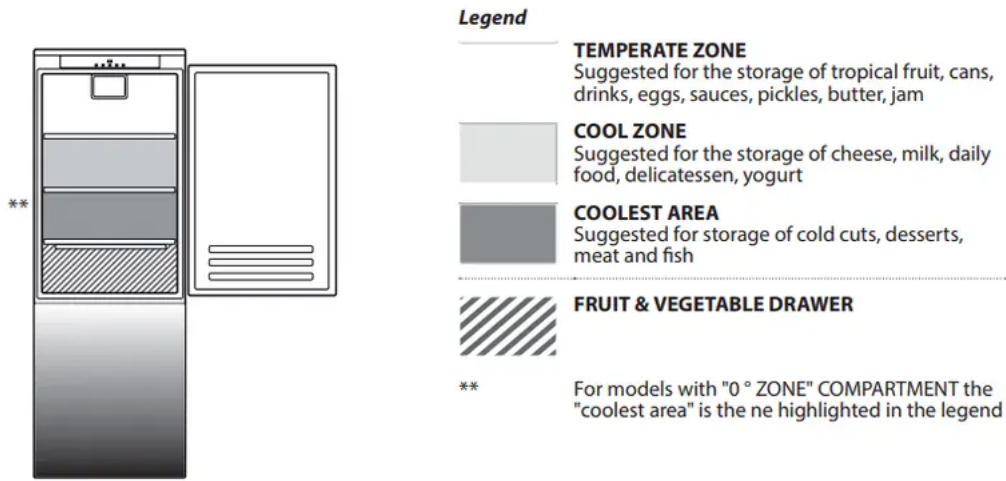 Legend
TEMPERATE ZONE
Suggested for the storage of tropical fruit, cans,
drinks, eggs, sauces, pickles, butter, jam
COOL ZONE
Suggested for the storage of cheese, milk, daily
food, delicatessen, yogurt
COOLEST AREA
Suggested for storage of cold cuts, desserts,
meat and fish
FRUIT & VEGETABLE DRAWER
**
** For models with "0 ° ZONE" COMPARTMENT the
"coolest area" is the ne highlighted in the legend